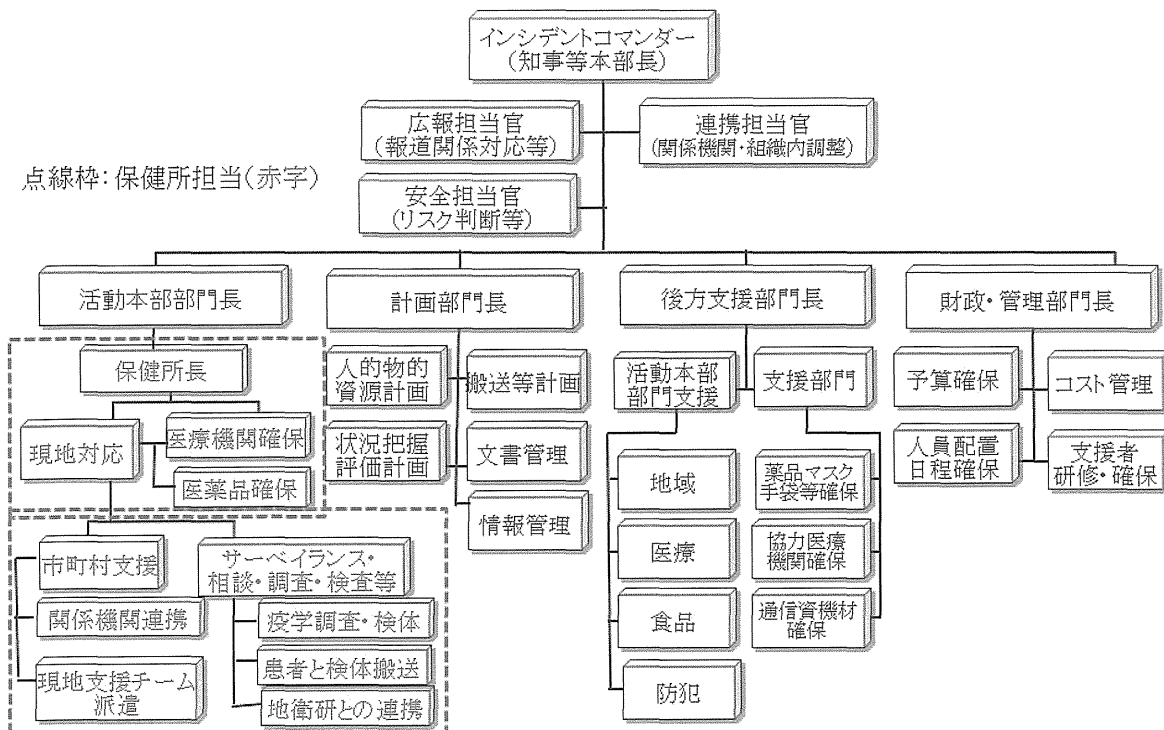 インシデントコマンダー
(知事等本部長)
広報担当官
(報道関係対応等)
連携担当官
(関係機関・組織内調整)
点線枠:保健所担当(赤字)
安全担当官
(リスク判断等)
活動本部部門長
計画部門長
後方支援部門長
財政・管理部門長
保健所長
現地対応
医療機関確保
医薬品確保
市町村支援
関係機関連携
現地支援チーム
派遣
サーベイランス・
相談・調査・検査等
疫学調査・検体
患者と検体搬送
地衛研との連携
人的物的
資源計画
搬送等計画
状況把握
評価計画
文書管理
情報管理
活動本部
部門支援
支援部門
地域
医療
食品
防犯
薬品マスク
手袋等確保
協力医療
機関確保
通信資機材
確保
予算確保
コスト管理
人員配置
日程確保
支援者
研修・確保